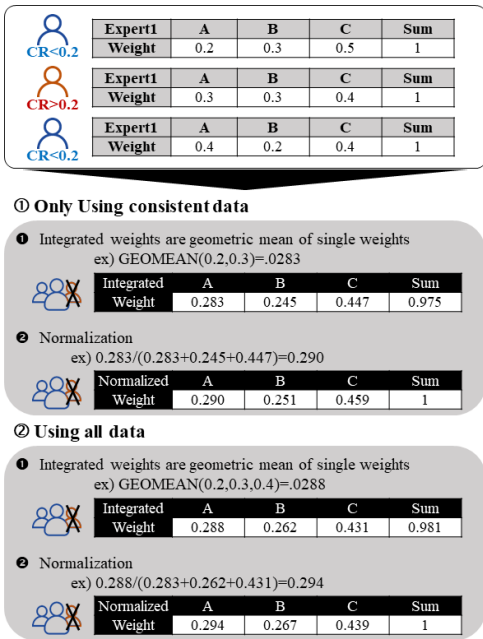 Expert1 A B C Sum
CR<0.2 Weight 0.2 0.3 0.5 1
Expert1 A B C Sum
CR>0.2 Weight 0.3 0.3 0.4 1
Expert1 A B C Sum
CR<0.2 Weight 0.4 0.2 0.4 1
① Only Using consistent data
❶ Integrated weights are geometric mean of single weights
ex) GEOMEAN(0.2,0.3)=.0283
Integrated A B C Sum
Weight 0.283 0.245 0.447 0.975
❷ Normalization
ex) 0.283/(0.283+0.245+0.447)=0.290
Normalized A B C Sum
Weight 0.290 0.251 0.459 1
② Using all data
❶ Integrated weights are geometric mean of single weights
ex) GEOMEAN(0.2,0.3,0.4)=.0288
Integrated A B C Sum
Weight 0.288 0.262 0.431 0.981
❷ Normalization
ex) 0.288/(0.283+0.262+0.431)=0.294
Normalized A B C Sum
Weight 0.294 0.267 0.439 1